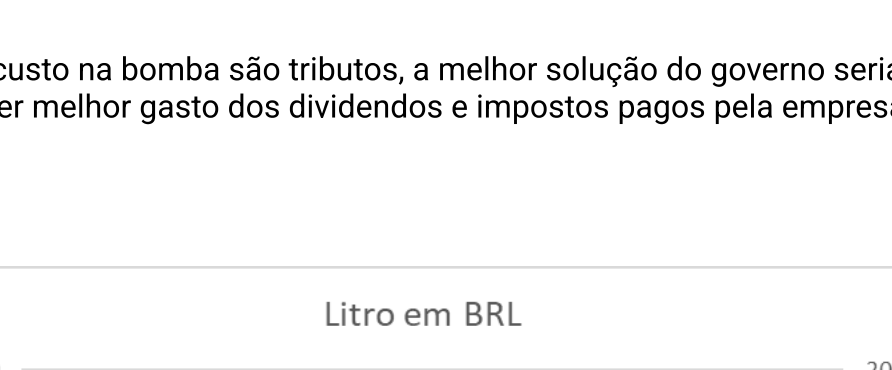 custo na bomba são tributos, a melhor solução do governo seria
er melhor gasto dos dividendos e impostos pagos pela empresa
Litro em BRL